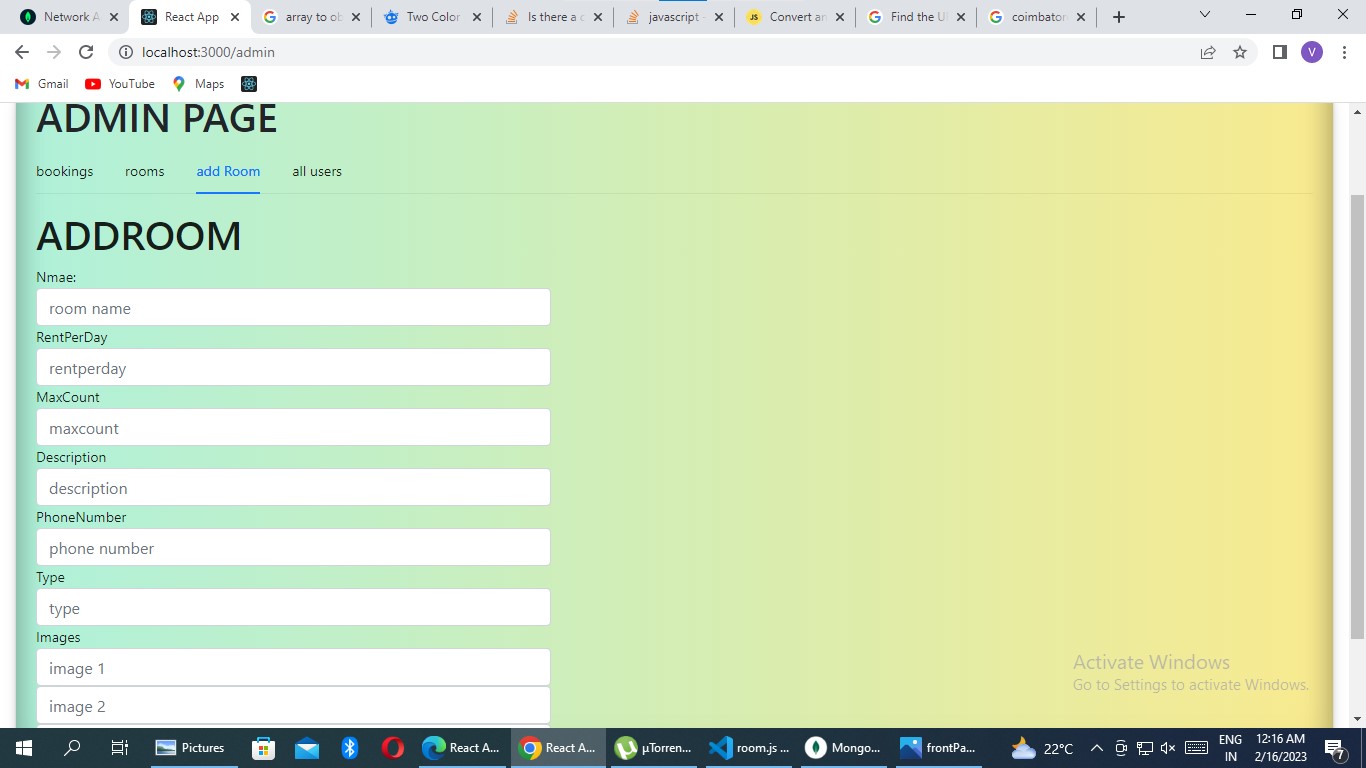 Network A
React App
array to ob
Two Color
Is there a c
javascript -
JS
Convert an
Find the U
coimbator
localhost:3000/admin
V
Gmail
YouTube
Maps
ADMIN PAGE
bookings
rooms
add Room
all users
ADDROOM
Nmae:
room name
RentPerDay
rentperday
MaxCount
maxcount
Description
description
PhoneNumber
phone number
Type
type
Images
image 1
image 2
Activate Windows
Go to Settings to activate Windows.
Pictures
React A...
React A...
µTorren...
room.js ...
Mongo...
frontPa...
22°C
ENG
IN
12:16 AM
2/16/2023
7